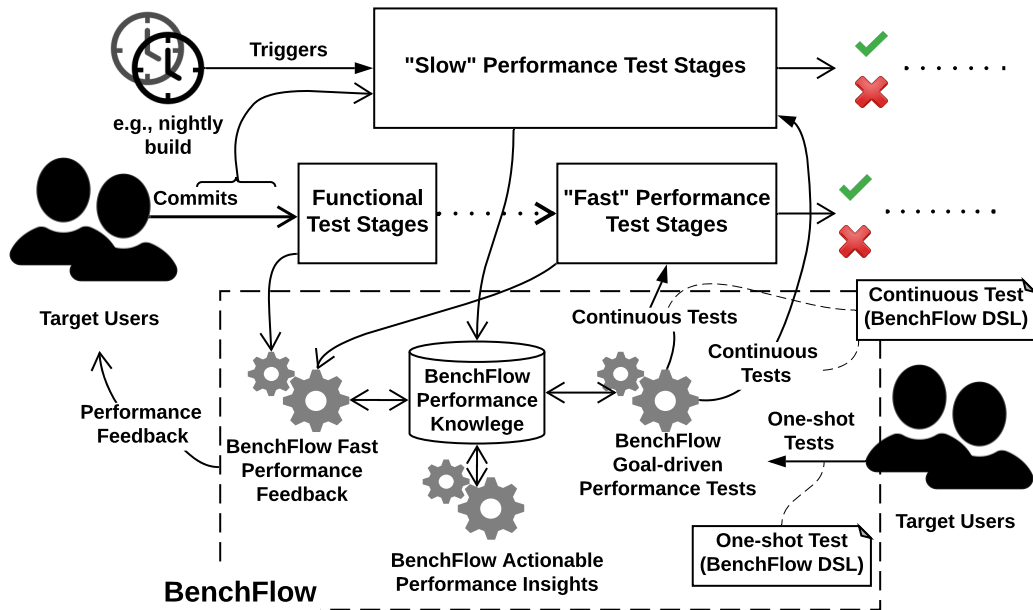 Triggers
"Slow" Performance Test Stages
e.g., nightly
build
Commits
Functional
Test Stages
"Fast" Performance
Test Stages
Target Users
Continuous Tests
Continuous Test
(BenchFlow DSL)
Continuous
Tests
BenchFlow
Performance
Knowlege
Performance
Feedback
BenchFlow Fast
Performance
Feedback
BenchFlow
Goal-driven
Performance Tests
One-shot
Tests
Target Users
One-shot Test
(BenchFlow DSL)
BenchFlow Actionable
Performance Insights
BenchFlow